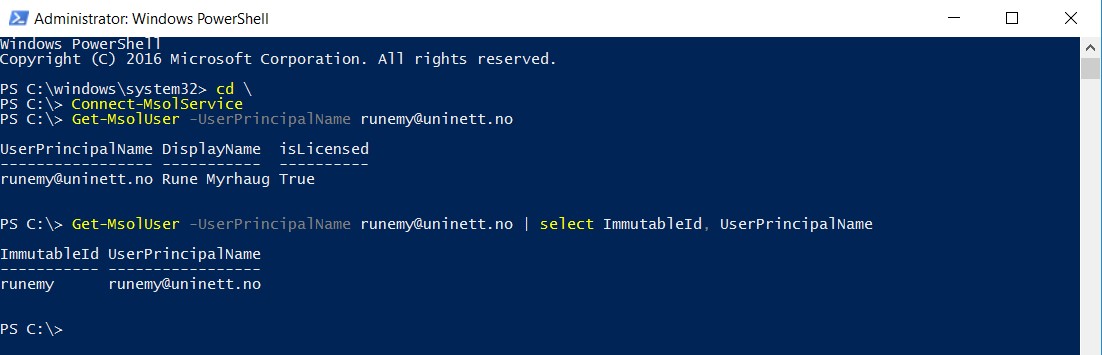 Administrator: Windows PowerShell
Windows PowerShell
Copyright (C) 2016 Microsoft Corporation. All rights reserved.
PS C:\windows\system32> cd \
PS C:\> Connect-MsolService
PS C:\> Get-MsolUser -UserPrincipalName runemy@uninett.no
UserPrincipalName DisplayName  isLicensed
----------------- -----------  ----------
runemy@uninett.no Rune Myrhaug True
PS C:\> Get-MsolUser -UserPrincipalName runemy@uninett.no | select ImmutableId, UserPrincipalName
ImmutableId UserPrincipalName
----------- -----------------
runemy      runemy@uninett.no
PS C:\>